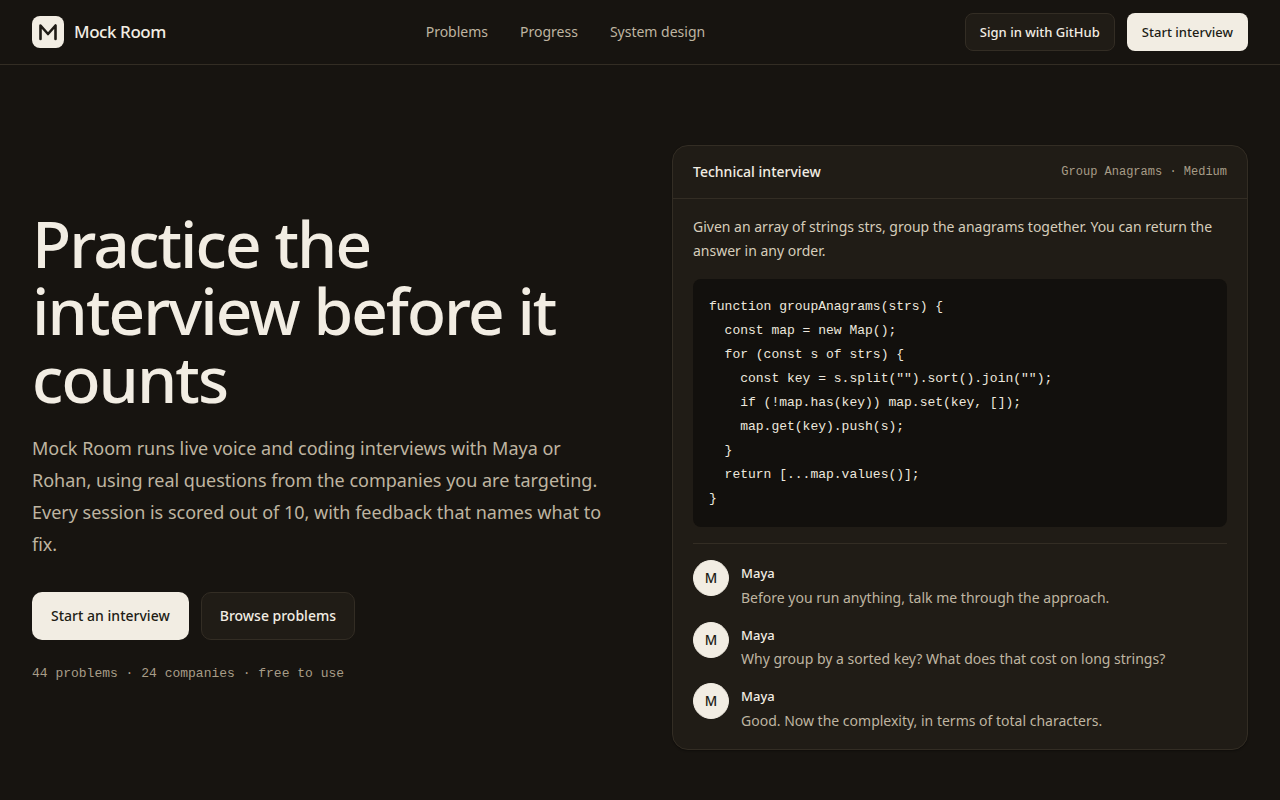 Mock Room
Problems
Progress
System design
Sign in with GitHub
Start interview
Practice the
interview before it
counts
Mock Room runs live voice and coding interviews with Maya or
Rohan, using real questions from the companies you are targeting.
Every session is scored out of 10, with feedback that names what to
fix.
Start an interview
Browse problems
44 problems · 24 companies · free to use
Technical interview
Group Anagrams · Medium
Given an array of strings strs, group the anagrams together. You can return the
answer in any order.
function groupAnagrams(strs) {
  const map = new Map();
  for (const s of strs) {
    const key = s.split("").sort().join("");
    if (!map.has(key)) map.set(key, []);
    map.get(key).push(s);
  }
  return [...map.values()];
}
M
Maya
Before you run anything, talk me through the approach.
M
Maya
Why group by a sorted key? What does that cost on long strings?
M
Maya
Good. Now the complexity, in terms of total characters.